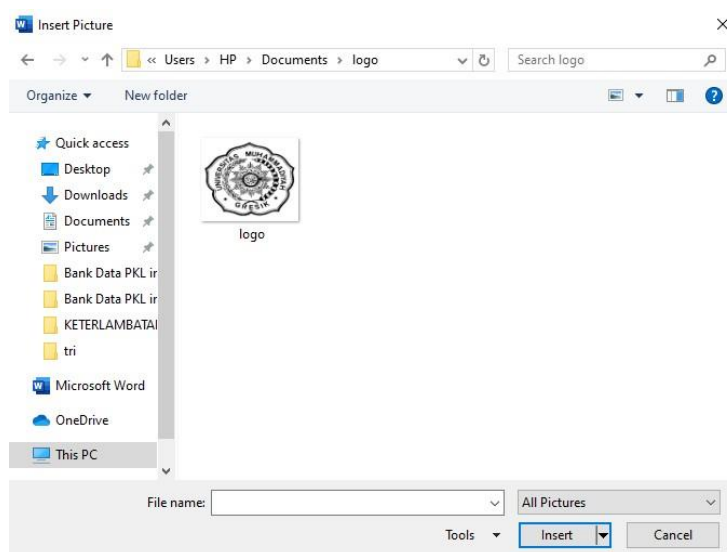 Insert Picture
« Users › HP › Documents › logo
Search logo
Organize
New folder
Quick access
Desktop
Downloads
Documents
Pictures
Bank Data PKL ir
Bank Data PKL ir
KETERLAMBATAI
tri
Microsoft Word
OneDrive
This PC
UNIVERSITAS MUHAMMADIYAH
GRESIK
logo
File name:
All Pictures
Tools
Insert
Cancel